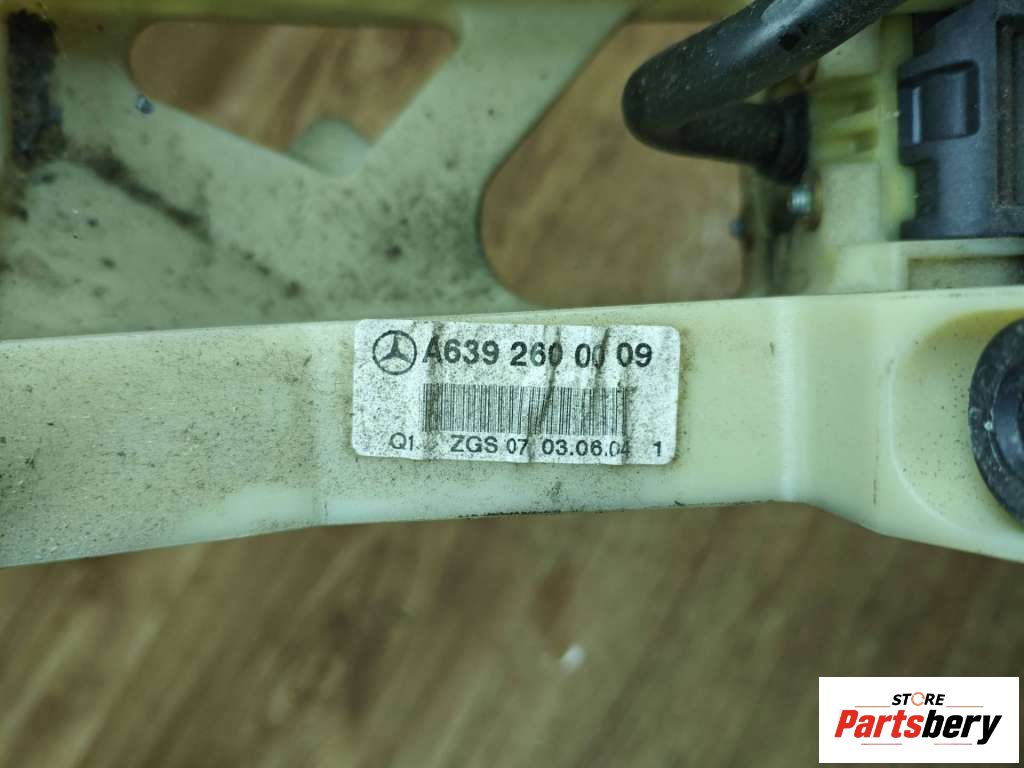 A639 260 00 09
Q1 ZGS 07 03.06.04 1
STORE
Partsbery